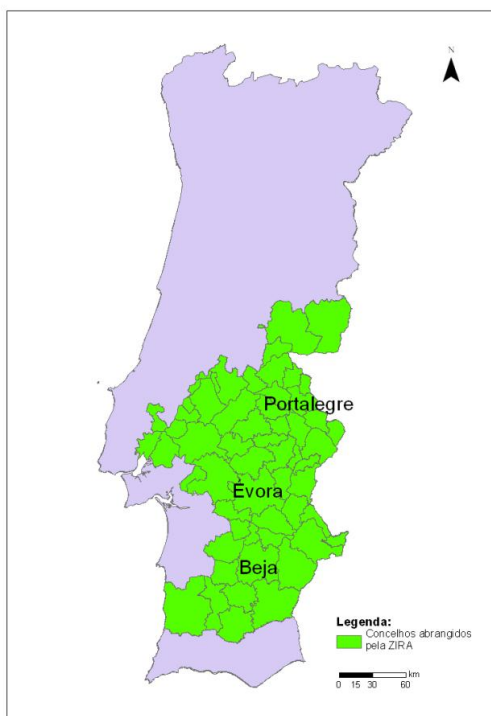 N
Portalegre
Évora
Beja
Legenda:
Concelhos abrangidos
pela ZIRA
km
0 15 30 60